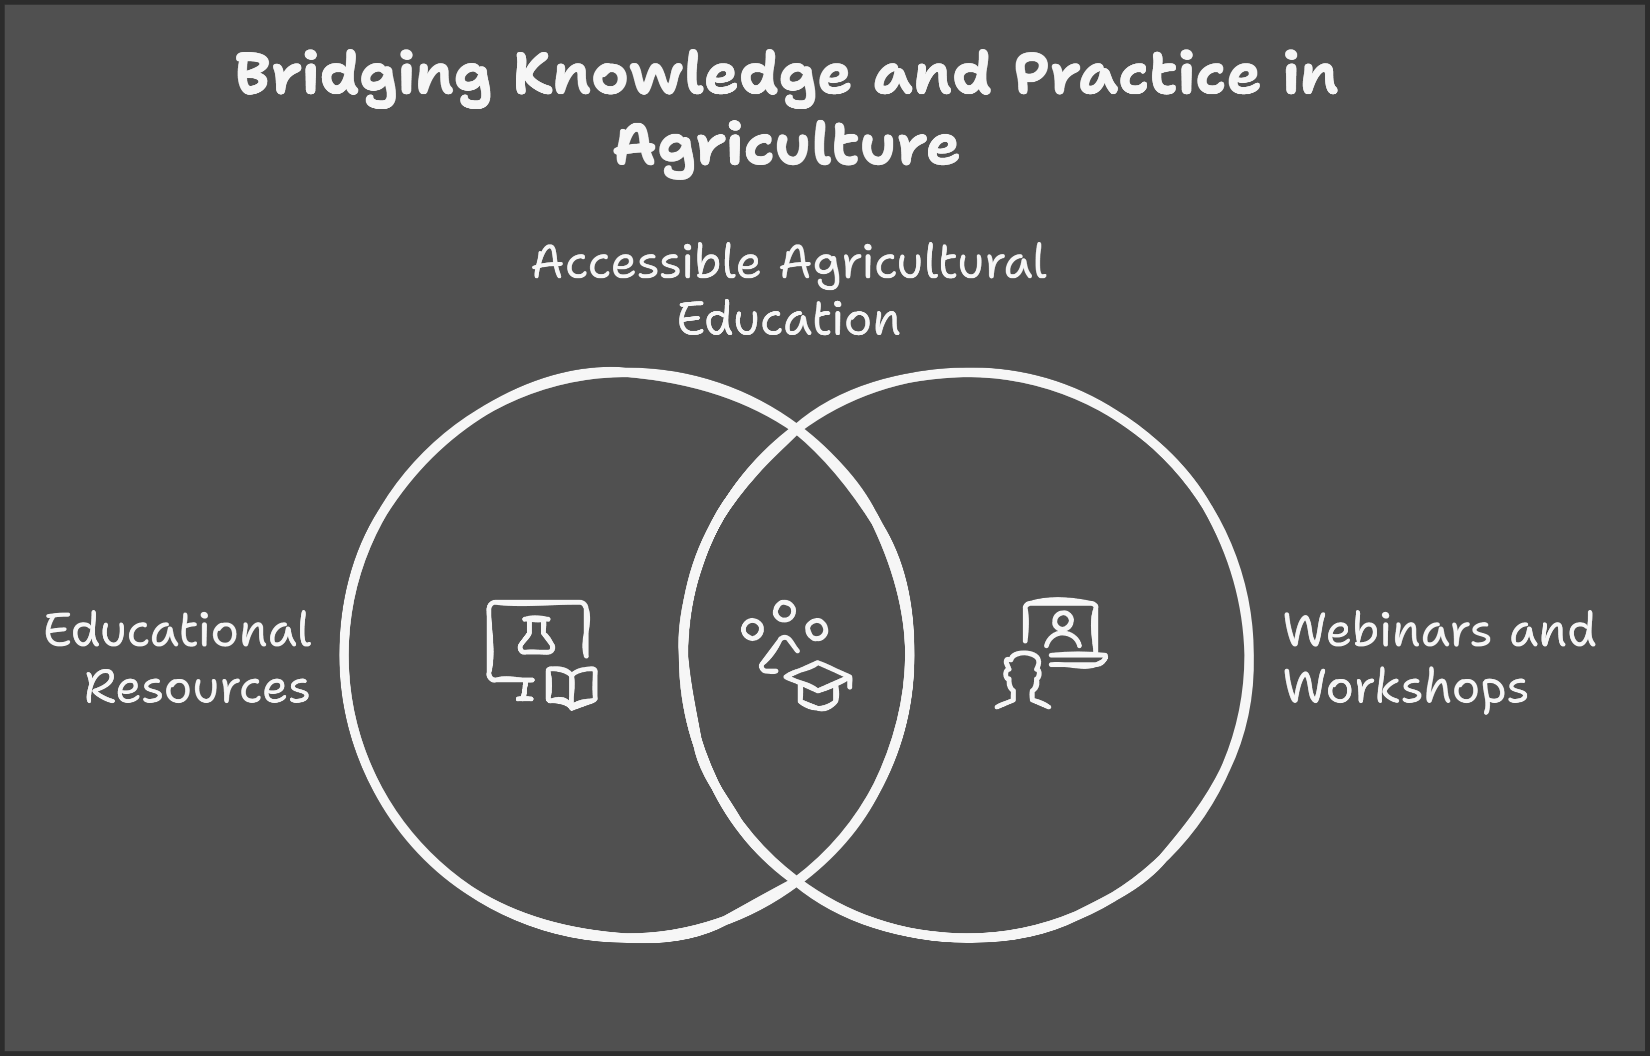 Bridging Knowledge and Practice in
Agriculture
Accessible Agricultural
Education
Educational
Resources
Webinars and
Workshops